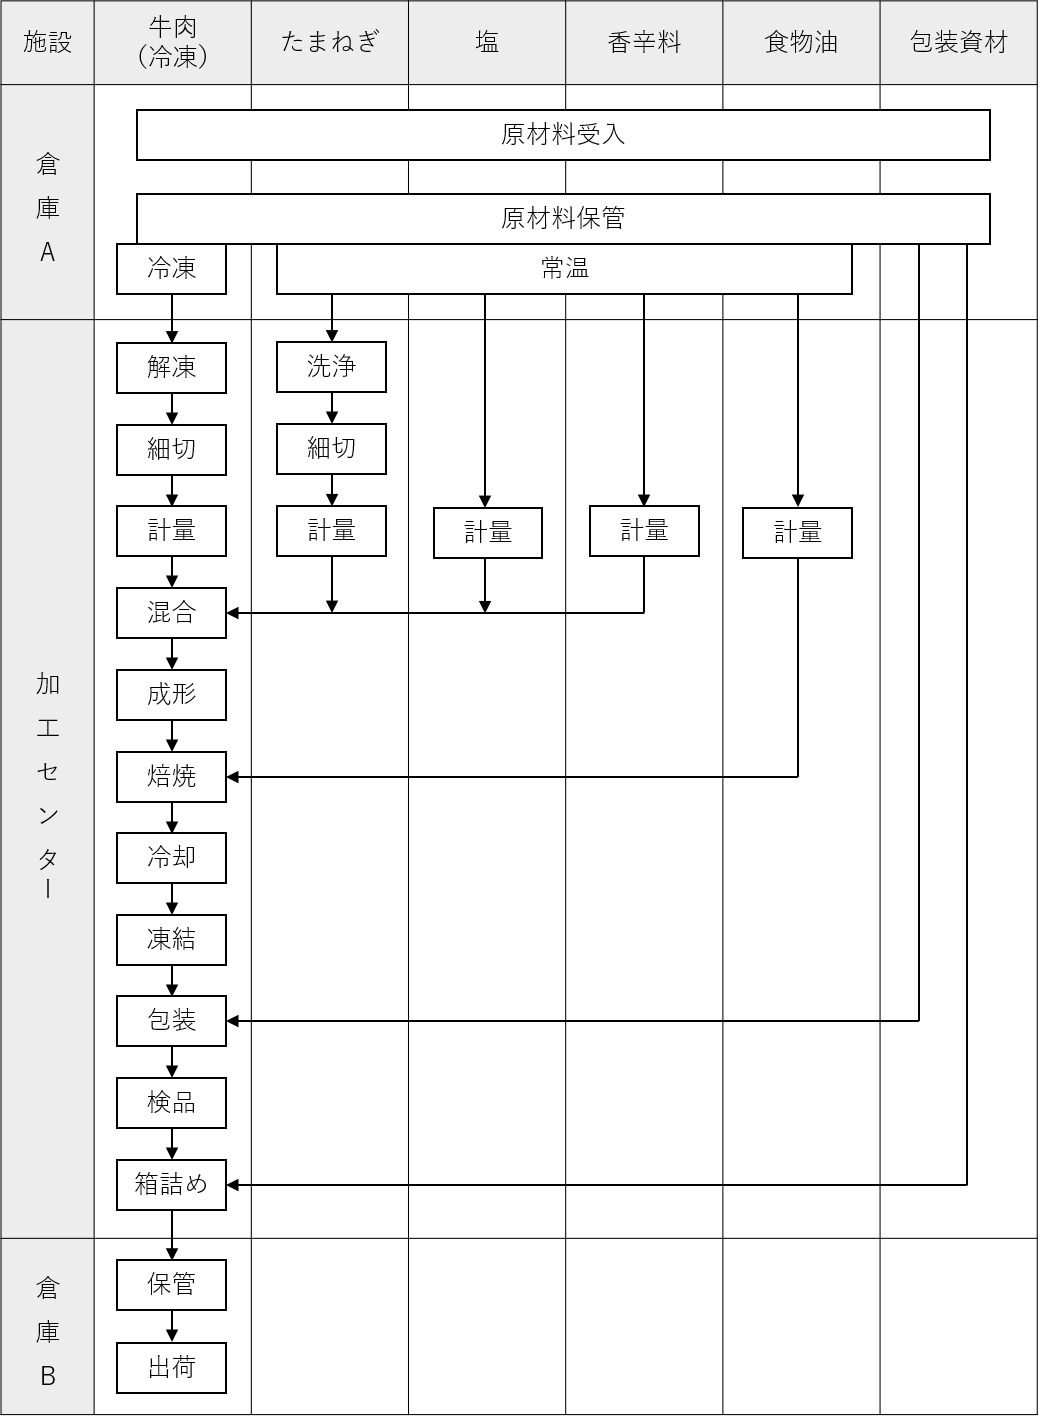 施設
牛肉
（冷凍）
たまねぎ
塩
香辛料
食物油
包装資材
倉庫A
原材料受入
原材料保管
冷凍
常温
加工センター
解凍
洗浄
細切
細切
計量
計量
計量
計量
計量
混合
成形
焙焼
冷却
凍結
包装
検品
箱詰め
倉庫B
保管
出荷